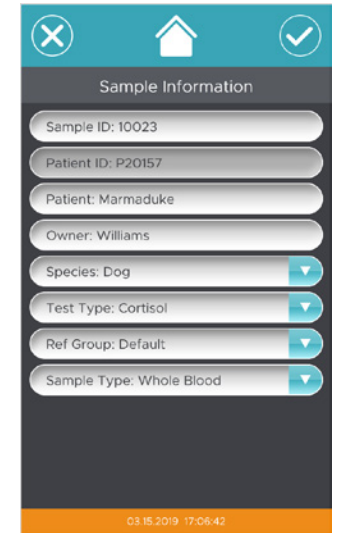 Sample Information
Sample ID: 10023
Patient ID: P20157
Patient: Marmaduke
Owner: Williams
Species: Dog
Test Type: Cortisol
Ref Group: Default
Sample Type: Whole Blood
03.15.2019 17:06:42